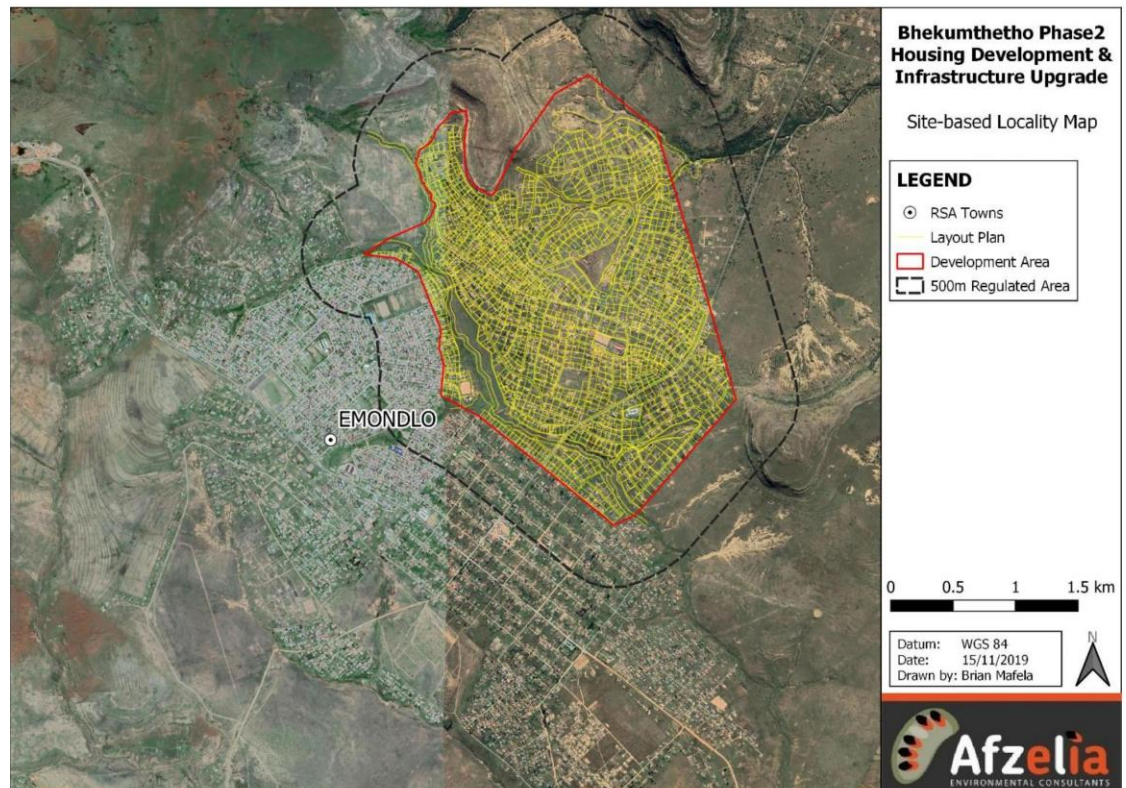 Bhekumthetho Phase2
Housing Development &
Infrastructure Upgrade
Site-based Locality Map
LEGEND
RSA Towns
Layout Plan
Development Area
500m Regulated Area
EMONDLO
0 0.5 1 1.5 km
Datum: WGS 84
Date: 15/11/2019
Drawn by: Brian Mafela
N
Afzelia
ENVIRONMENTAL CONSULTANTS